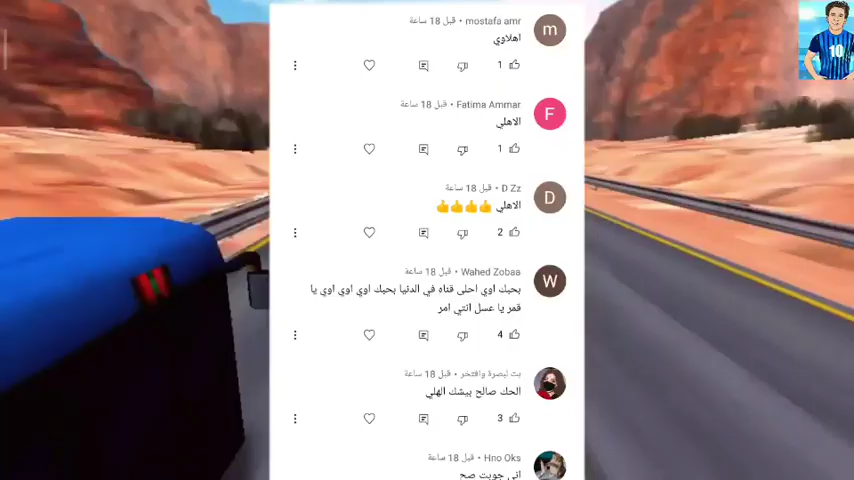 mostafa amr • قبل 18 ساعة
اهلاوي
1
Fatima Ammar • قبل 18 ساعة
الاهلي
1
D Zz • قبل 18 ساعة
الاهلي 👍👍👍👍
2
Wahed Zobaa • قبل 18 ساعة
بحبك اوي احلى قناه في الدنيا بحبك اوي اوي اوي يا
قمر يا عسل انتي امر
4
بت لبصرة وافتخر • قبل 18 ساعة
الحك صالح بيشك الهلي
3
Hno Oks • قبل 18 ساعة
اني جوبت صح
m
F
D
W
10